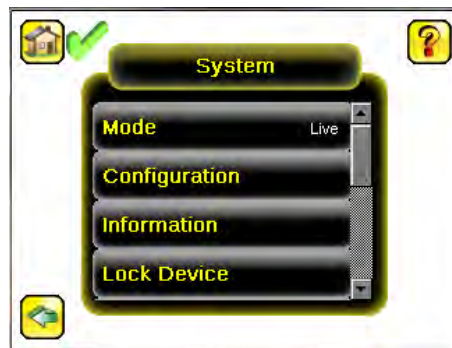 System
Mode Live
Configuration
Information
Lock Device
?